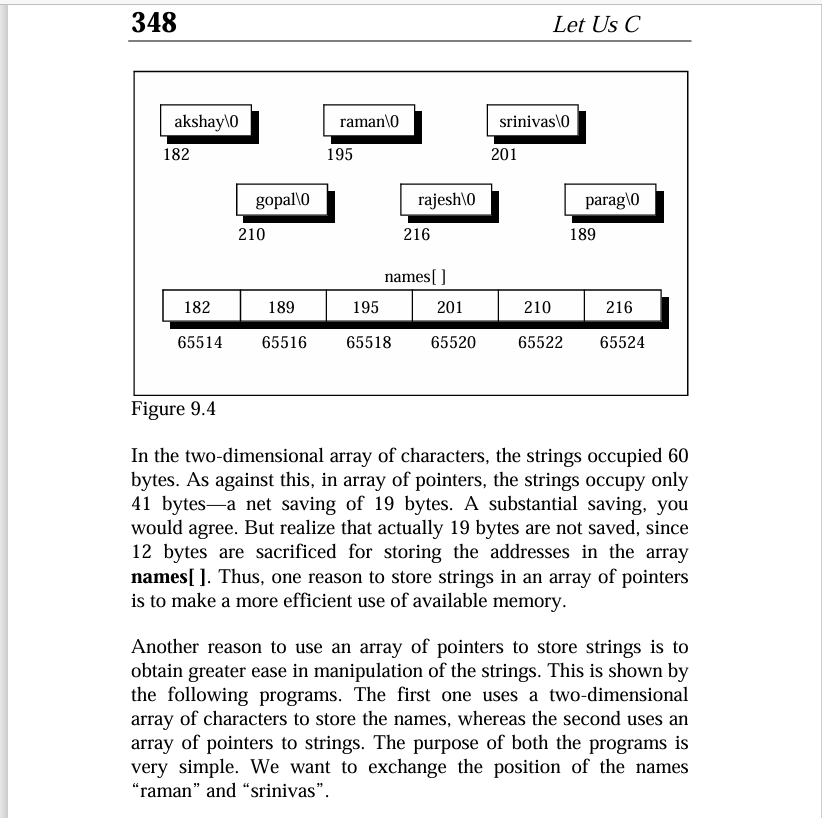 348 Let Us C
akshay\0 raman\0 srinivas\0
182 195 201
gopal\0 rajesh\0 parag\0
210 216 189
names[ ]
182 189 195 201 210 216
65514 65516 65518 65520 65522 65524
Figure 9.4
In the two-dimensional array of characters, the strings occupied 60
bytes. As against this, in array of pointers, the strings occupy only
41 bytes—a net saving of 19 bytes. A substantial saving, you
would agree. But realize that actually 19 bytes are not saved, since
12 bytes are sacrificed for storing the addresses in the array
names[ ]. Thus, one reason to store strings in an array of pointers
is to make a more efficient use of available memory.
Another reason to use an array of pointers to store strings is to
obtain greater ease in manipulation of the strings. This is shown by
the following programs. The first one uses a two-dimensional
array of characters to store the names, whereas the second uses an
array of pointers to strings. The purpose of both the programs is
very simple. We want to exchange the position of the names
“raman” and “srinivas”.